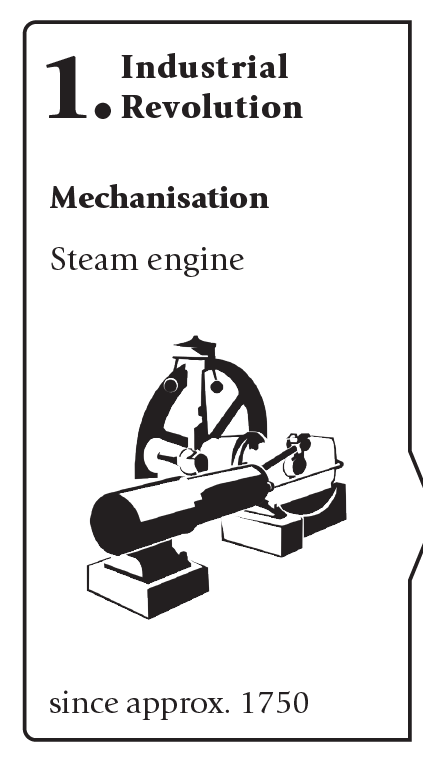 1. Industrial
Revolution
Mechanisation
Steam engine
since approx. 1750